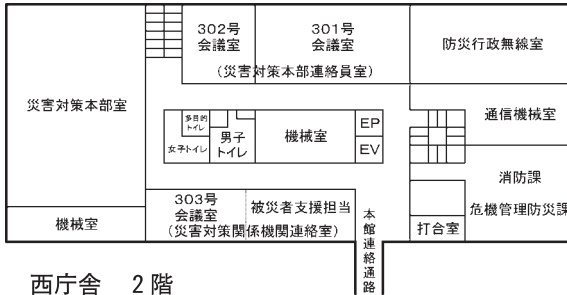 302号
会議室
301号
会議室
(災害対策本部連絡員室)
防災行政無線室
災害対策本部室
多目的
トイレ
女子トイレ
男子
トイレ
機械室
EP
EV
通信機械室
消防課
危機管理防災課
303号
会議室
被災者支援担当
(災害対策関係機関連絡室)
機械室
打合室
本館連絡通路
西庁舎 2階